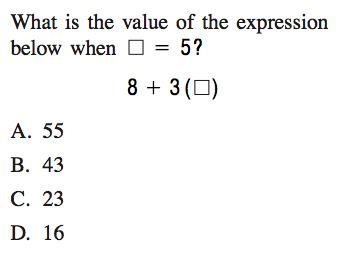 What is the value of the expression
below when □ = 5?
8 + 3(□)
A. 55
B. 43
C. 23
D. 16